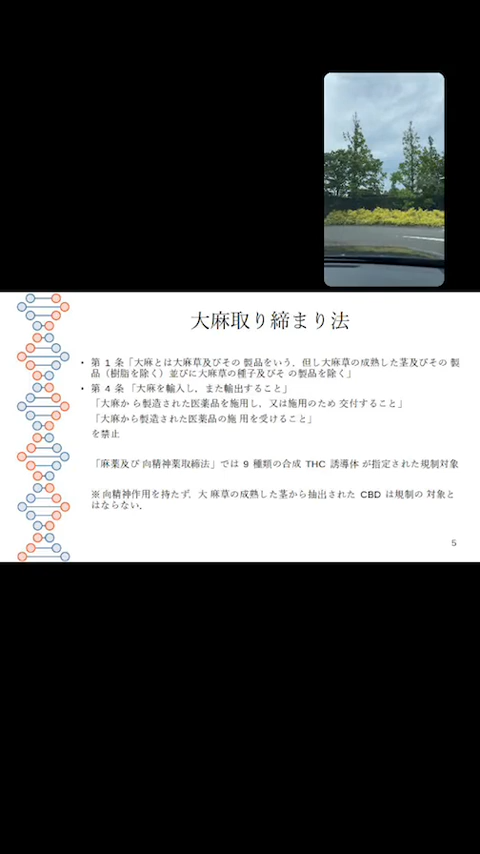 大麻取り締まり法
• 第 1 条「大麻とは大麻草及びその 製品をいう。但し大麻草の成熟した茎及びその 製
品（樹脂を除く）並びに大麻草の種子及びそ の製品を除く」
• 第 4 条 「大麻を輸入し、また輸出すること」
「大麻か ら製造された医薬品を施用し、又は施用のため 交付すること」
「大麻から製造された医薬品の施 用を受けること」
を禁止
「麻薬及び 向精神薬取締法」では 9 種類の合成 THC 誘導体 が指定された規制対象
※ 向精神作用を持たず、大 麻草の成熟した茎から抽出された CBD は規制の 対象と
はならない.
5